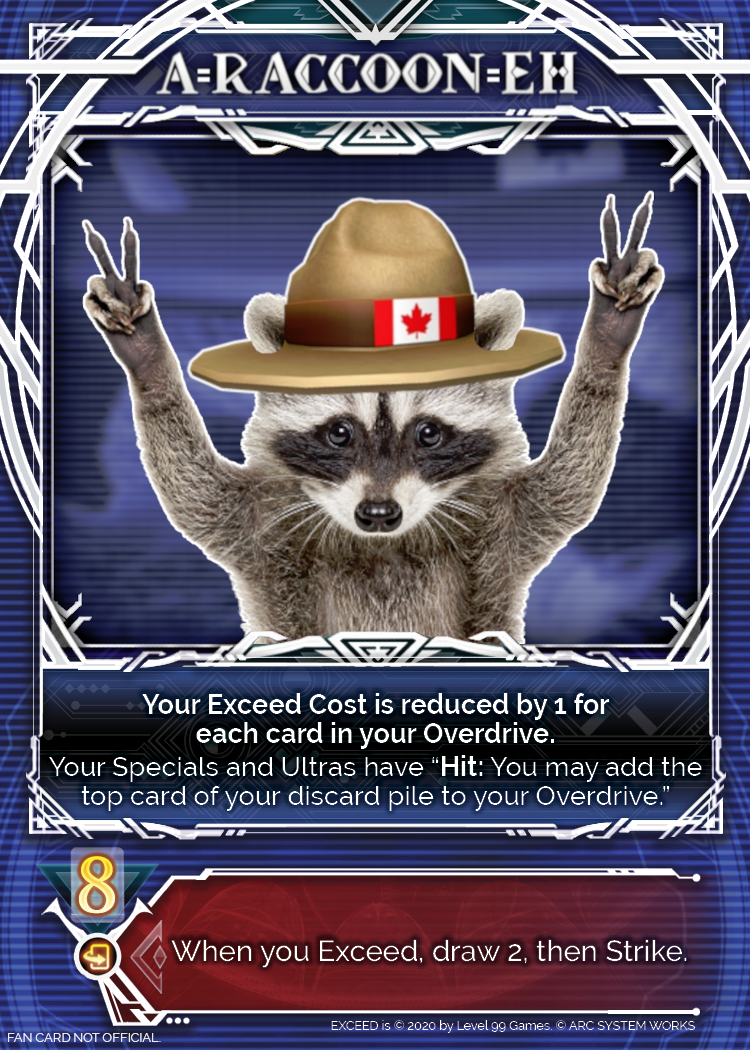 A=RACCOON=EH
Your Exceed Cost is reduced by 1 for
each card in your Overdrive.
Your Specials and Ultras have “Hit: You may add the
top card of your discard pile to your Overdrive.”
8
When you Exceed, draw 2, then Strike.
EXCEED is © 2020 by Level 99 Games. © ARC SYSTEM WORKS
FAN CARD NOT OFFICIAL.